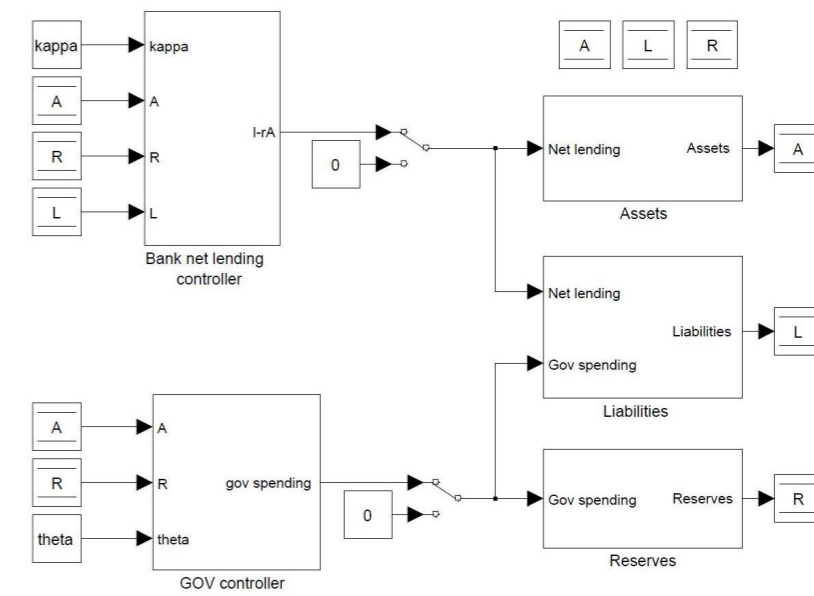 kappa
kappa
A
A
R
R
L
L
l-rA
0
Bank net lending
controller
A L R
Net lending
Assets
A
Assets
Net lending
Gov spending
Liabilities
L
Liabilities
A
A
R
R
theta
theta
gov spending
0
GOV controller
Gov spending
Reserves
R
Reserves